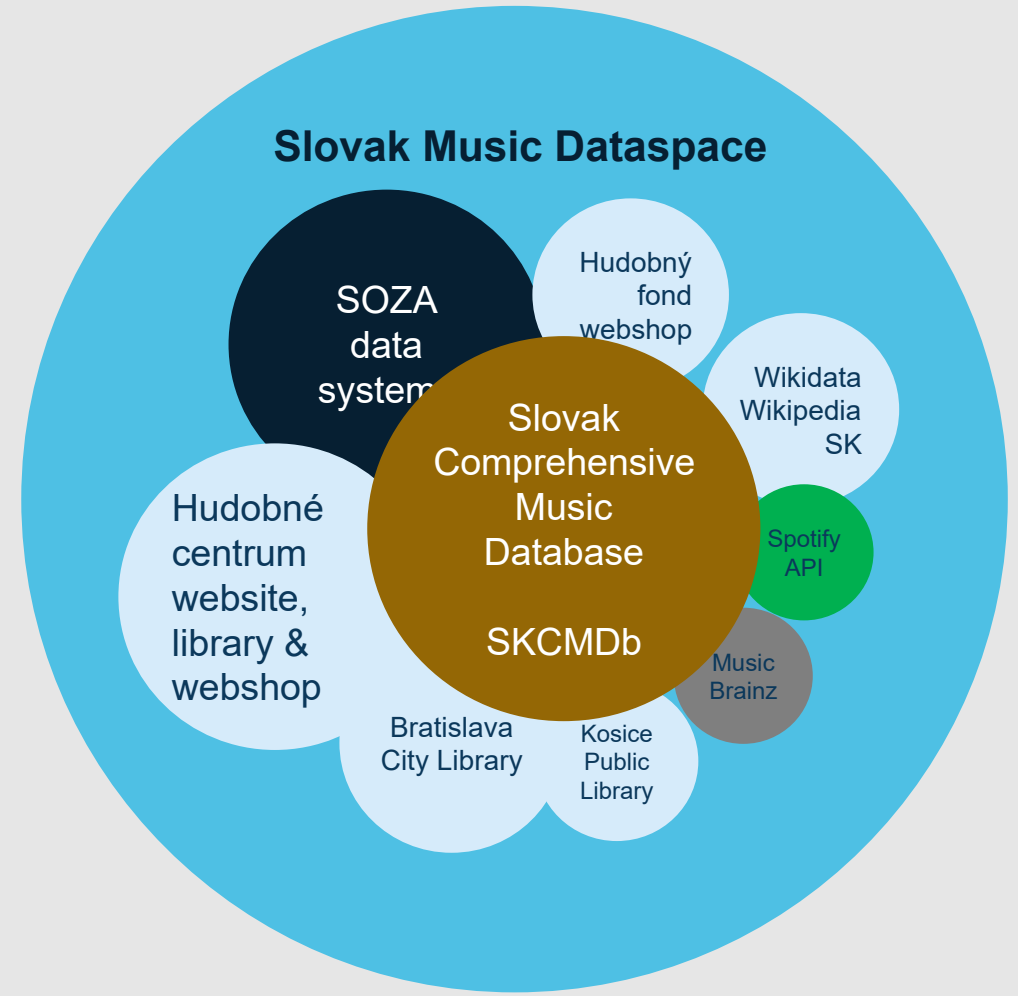 Slovak Music Dataspace
SOZA
data
system
Hudobný
fond
webshop
Wikidata
Wikipedia
SK
Slovak
Comprehensive
Music
Database
SKCMDb
Spotify
API
Hudobné
centrum
website,
library &
webshop
Music
Brainz
Bratislava
City Library
Kosice
Public
Library